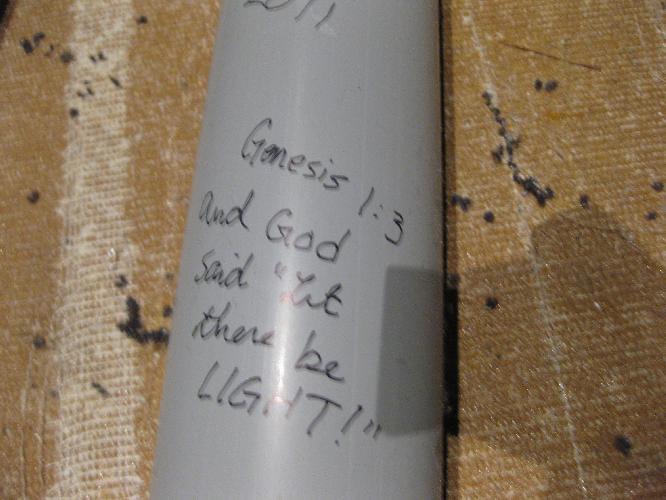 Genesis 1:3
and God
said "Let
there be
LIGHT!"